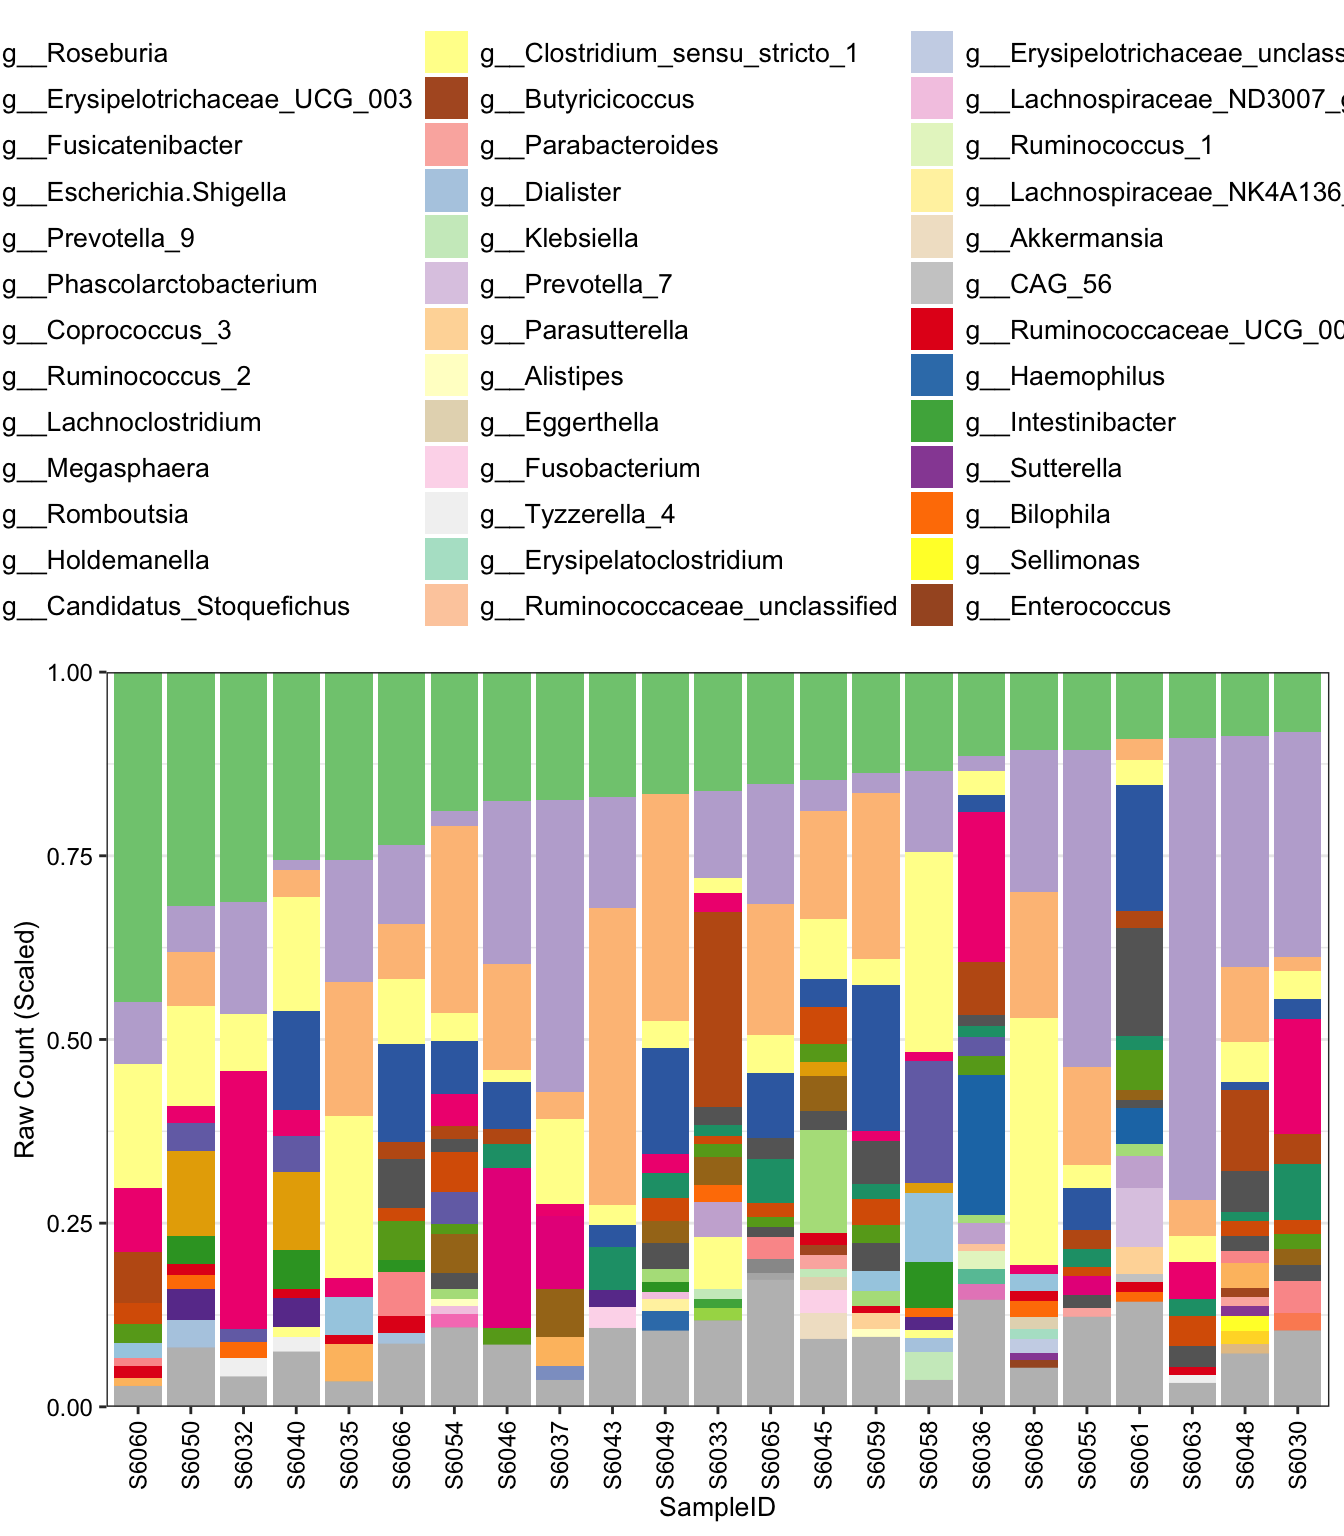 g__Roseburia
g__Clostridium_sensu_stricto_1
g__Erysipelotrichaceae_unclass
g__Erysipelotrichaceae_UCG_003
g__Butyricicoccus
g__Lachnospiraceae_ND3007_g
g__Fusicatenibacter
g__Parabacteroides
g__Ruminococcus_1
g__Escherichia.Shigella
g__Dialister
g__Lachnospiraceae_NK4A136_
g__Prevotella_9
g__Klebsiella
g__Akkermansia
g__Phascolarctobacterium
g__Prevotella_7
g__CAG_56
g__Coprococcus_3
g__Parasutterella
g__Ruminococcaceae_UCG_00
g__Ruminococcus_2
g__Alistipes
g__Haemophilus
g__Lachnoclostridium
g__Eggerthella
g__Intestinibacter
g__Megasphaera
g__Fusobacterium
g__Sutterella
g__Romboutsia
g__Tyzzerella_4
g__Bilophila
g__Holdemanella
g__Erysipelatoclostridium
g__Sellimonas
g__Candidatus_Stoquefichus
g__Ruminococcaceae_unclassified
g__Enterococcus
1.00
0.75
0.50
0.25
0.00
Raw Count (Scaled)
S6060
S6050
S6032
S6040
S6035
S6066
S6054
S6046
S6037
S6043
S6049
S6033
S6065
S6045
S6059
S6058
S6036
S6068
S6055
S6061
S6063
S6048
S6030
SampleID